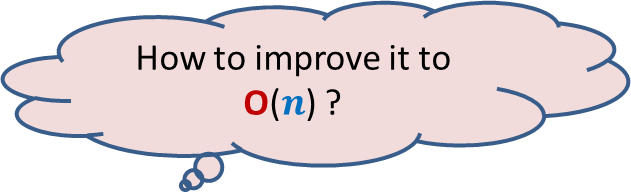 How to improve it to
O(n) ?